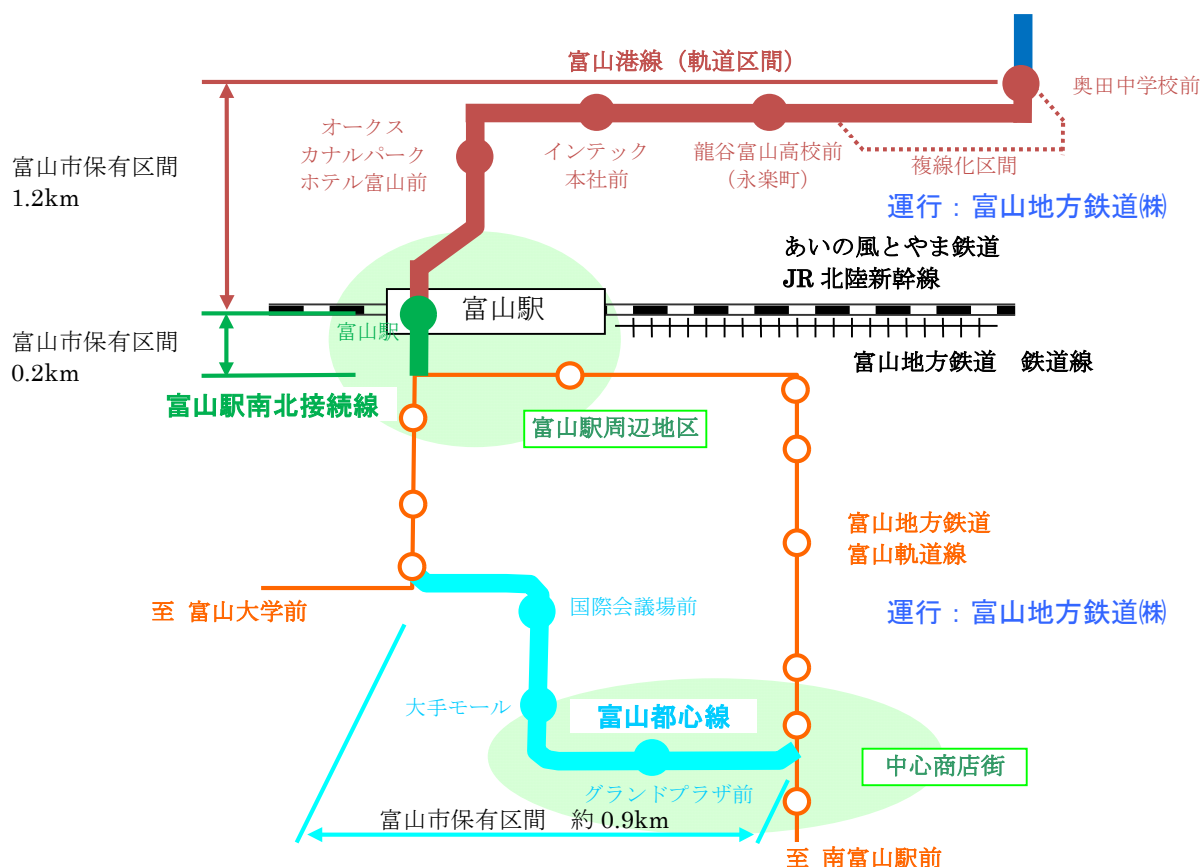 富山港線（軌道区間）
奥田中学校前
オークス
カナルパーク
ホテル富山前
インテック
本社前
龍谷富山高校前
（永楽町）
複線化区間
富山市保有区間
1.2km
運行：富山地方鉄道㈱
あいの風とやま鉄道
JR 北陸新幹線
富山駅
富山駅
富山市保有区間
0.2km
富山地方鉄道　鉄道線
富山駅南北接続線
富山駅周辺地区
富山地方鉄道
富山軌道線
至 富山大学前
国際会議場前
運行：富山地方鉄道㈱
大手モール
富山都心線
中心商店街
グランドプラザ前
富山市保有区間　約 0.9km
至 南富山駅前